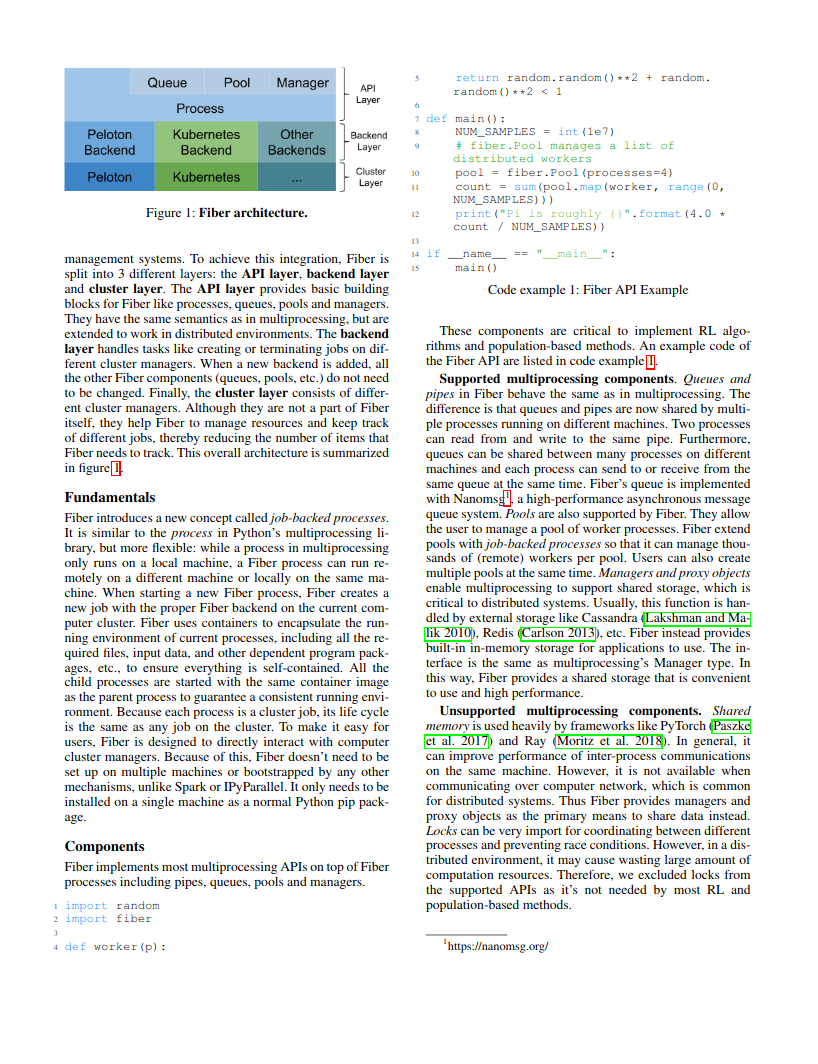 Queue Pool Manager
Process
API
Layer
Peloton
Backend
Kubernetes
Backend
Other
Backends
Backend
Layer
Peloton Kubernetes ...
Cluster
Layer
Figure 1: Fiber architecture.
management systems. To achieve this integration, Fiber is
split into 3 different layers: the API layer, backend layer
and cluster layer. The API layer provides basic building
blocks for Fiber like processes, queues, pools and managers.
They have the same semantics as in multiprocessing, but are
extended to work in distributed environments. The backend
layer handles tasks like creating or terminating jobs on dif-
ferent cluster managers. When a new backend is added, all
the other Fiber components (queues, pools, etc.) do not need
to be changed. Finally, the cluster layer consists of differ-
ent cluster managers. Although they are not a part of Fiber
itself, they help Fiber to manage resources and keep track
of different jobs, thereby reducing the number of items that
Fiber needs to track. This overall architecture is summarized
in figure 1.
Fundamentals
Fiber introduces a new concept called job-backed processes.
It is similar to the process in Python's multiprocessing li-
brary, but more flexible: while a process in multiprocessing
only runs on a local machine, a Fiber process can run re-
motely on a different machine or locally on the same ma-
chine. When starting a new Fiber process, Fiber creates a
new job with the proper Fiber backend on the current com-
puter cluster. Fiber uses containers to encapsulate the run-
ning environment of current processes, including all the re-
quired files, input data, and other dependent program pack-
ages, etc., to ensure everything is self-contained. All the
child processes are started with the same container image
as the parent process to guarantee a consistent running envi-
ronment. Because each process is a cluster job, its life cycle
is the same as any job on the cluster. To make it easy for
users, Fiber is designed to directly interact with computer
cluster managers. Because of this, Fiber doesn't need to be
set up on multiple machines or bootstrapped by any other
mechanisms, unlike Spark or IPyParallel. It only needs to be
installed on a single machine as a normal Python pip pack-
age.
Components
Fiber implements most multiprocessing APIs on top of Fiber
processes including pipes, queues, pools and managers.
1 import random
2 import fiber
3
4 def worker(p):
5 return random.random()**2 + random.
random()**2 < 1
6
7 def main():
8 NUM_SAMPLES = int(1e7)
9 # fiber.Pool manages a list of
distributed workers
10 pool = fiber.Pool(processes=4)
11 count = sum(pool.map(worker, range(0,
NUM_SAMPLES)))
12 print("Pi is roughly {}".format(4.0 *
count / NUM_SAMPLES))
13
14 if __name__ == "__main__":
15 main()
Code example 1: Fiber API Example
These components are critical to implement RL algo-
rithms and population-based methods. An example code of
the Fiber API are listed in code example 1.
Supported multiprocessing components. Queues and
pipes in Fiber behave the same as in multiprocessing. The
difference is that queues and pipes are now shared by multi-
ple processes running on different machines. Two processes
can read from and write to the same pipe. Furthermore,
queues can be shared between many processes on different
machines and each process can send to or receive from the
same queue at the same time. Fiber's queue is implemented
with Nanomsg1, a high-performance asynchronous message
queue system. Pools are also supported by Fiber. They allow
the user to manage a pool of worker processes. Fiber extend
pools with job-backed processes so that it can manage thou-
sands of (remote) workers per pool. Users can also create
multiple pools at the same time. Managers and proxy objects
enable multiprocessing to support shared storage, which is
critical to distributed systems. Usually, this function is han-
dled by external storage like Cassandra (Lakshman and Ma-
lik 2010), Redis (Carlson 2013), etc. Fiber instead provides
built-in in-memory storage for applications to use. The in-
terface is the same as multiprocessing's Manager type. In
this way, Fiber provides a shared storage that is convenient
to use and high performance.
Unsupported multiprocessing components. Shared
memory is used heavily by frameworks like PyTorch (Paszke
et al. 2017) and Ray (Moritz et al. 2018). In general, it
can improve performance of inter-process communications
on the same machine. However, it is not available when
communicating over computer network, which is common
for distributed systems. Thus Fiber provides managers and
proxy objects as the primary means to share data instead.
Locks can be very import for coordinating between different
processes and preventing race conditions. However, in a dis-
tributed environment, it may cause wasting large amount of
computation resources. Therefore, we excluded locks from
the supported APIs as it's not needed by most RL and
population-based methods.
1https://nanomsg.org/